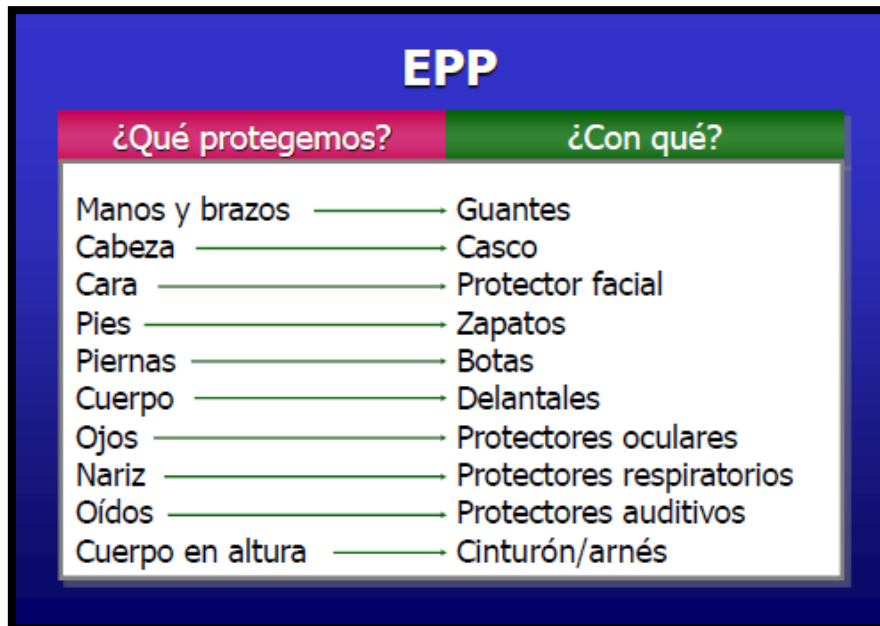 EPP
¿Qué protegemos? ¿Con qué?
Manos y brazos Guantes
Cabeza Casco
Cara Protector facial
Pies Zapatos
Piernas Botas
Cuerpo Delantales
Ojos Protectores oculares
Nariz Protectores respiratorios
Oídos Protectores auditivos
Cuerpo en altura Cinturón/arnés